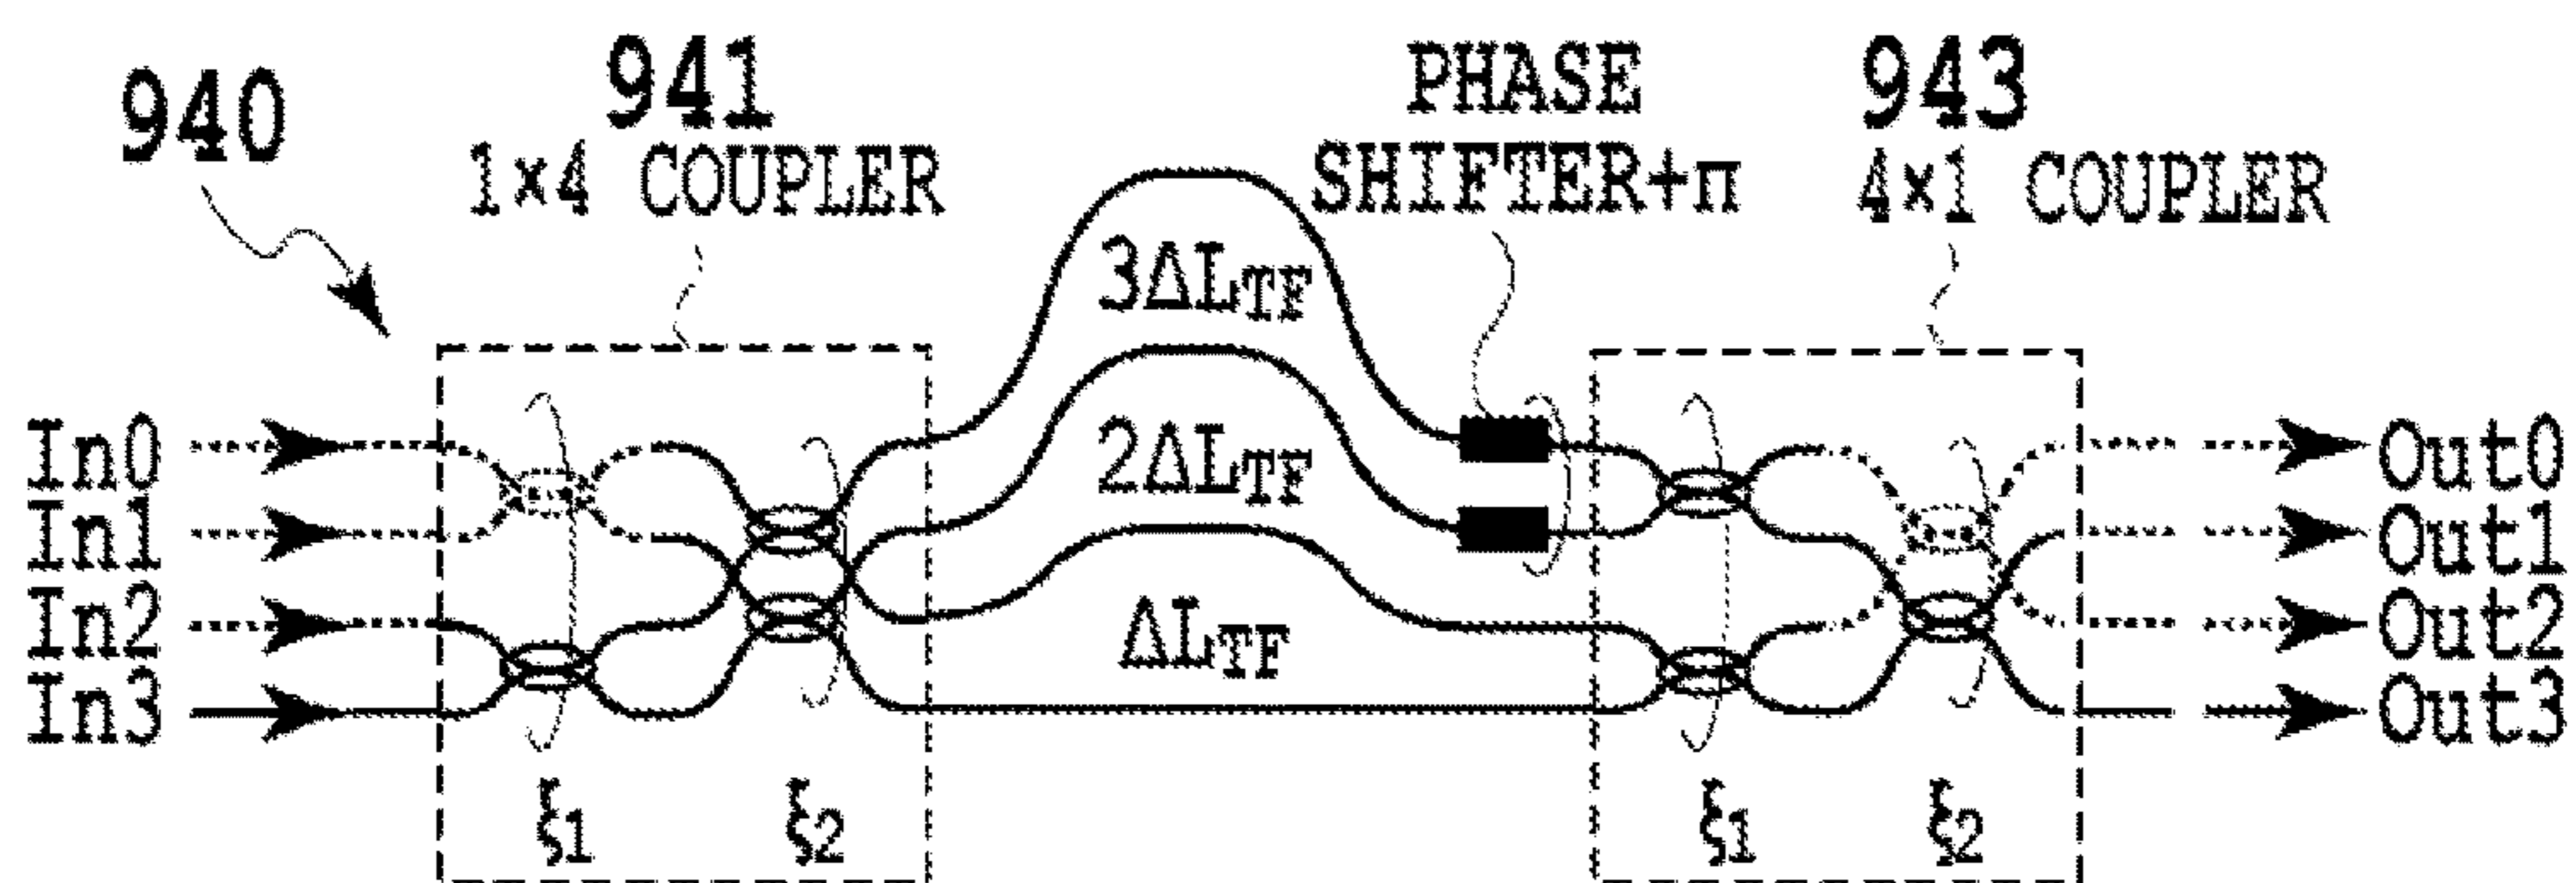 940
941
1×4 COUPLER
PHASE
SHIFTER+π
943
4×1 COUPLER
3ΔLTF
2ΔLTF
ΔLTF
In0
In1
In2
In3
Out0
Out1
Out2
Out3
ξ1
ξ2
ξ1
ξ2